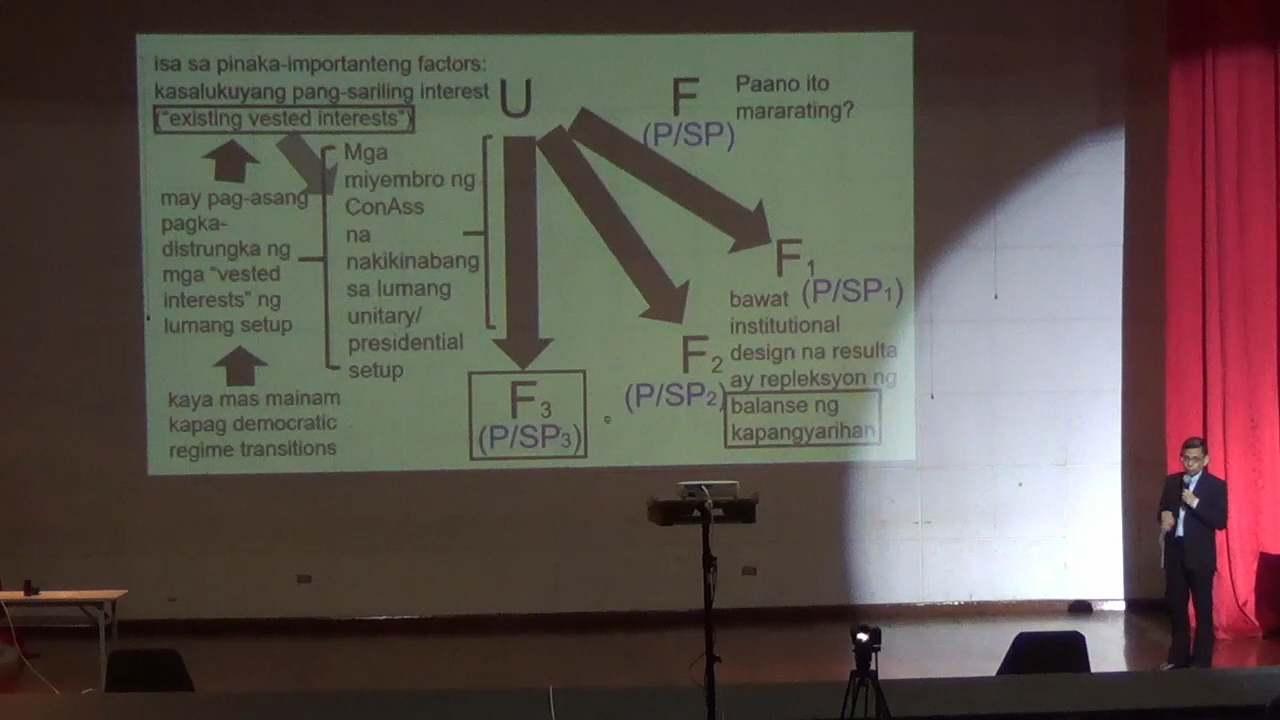 isa sa pinaka-importanteng factors:
kasalukuyang pang-sariling interest
("existing vested interests")
may pag-asang
pagka-
distrungka ng
mga "vested
interests" ng
lumang setup
kaya mas mainam
kapag democratic
regime transitions
Mga
miyembro ng
ConAss
na
nakikinabang
sa lumang
unitary/
presidential
setup
U
F
(P/SP)
Paano ito
mararating?
F1
(P/SP1)
F2
(P/SP2)
F3
(P/SP3)
bawat
institutional
design na resulta
ay repleksyon ng
balanse ng
kapangyarihan